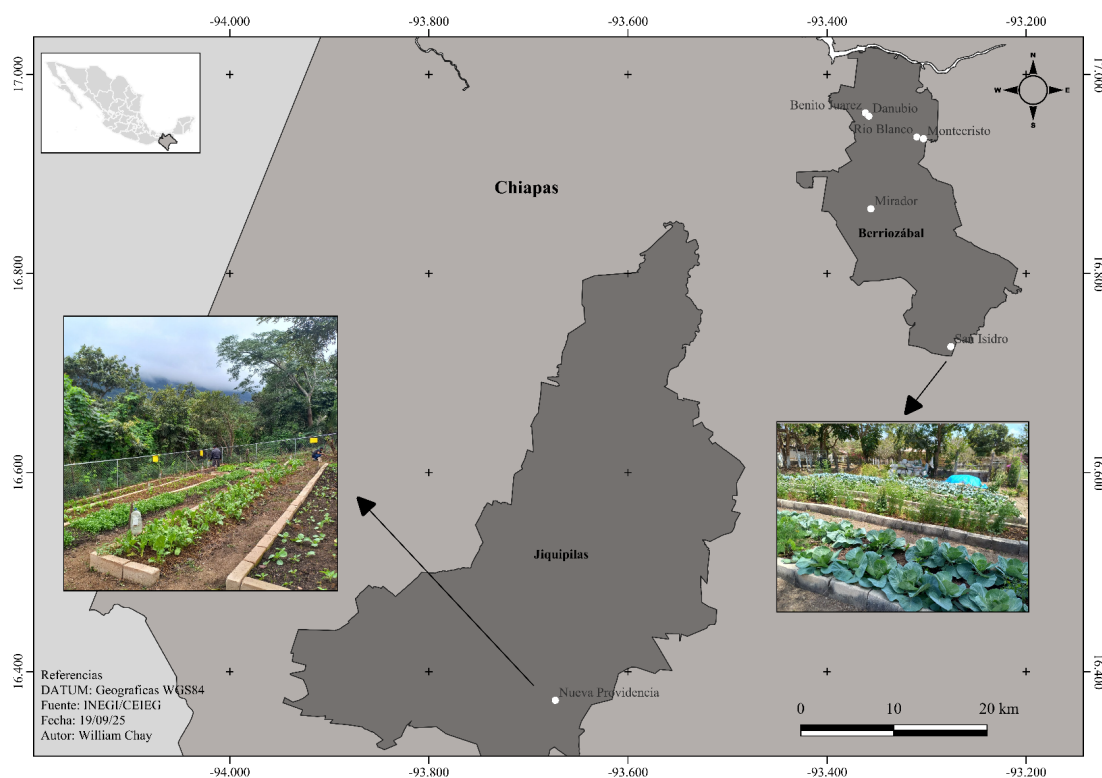 -94.000 -93.800 -93.600 -93.400 -93.200
17.000 17.000
N
W E
S
Benito Juarez Danubio
Rio Blanco Montecristo
Chiapas
Mirador
Berriozábal
16.800 16.800
San Isidro
16.600 16.600
Jiquipilas
16.400 16.400
Nueva Providencia
Referencias
DATUM: Geograficas WGS84
Fuente: INEGI/CEIEG
Fecha: 19/09/25
Autor: William Chay
0 10 20 km
-94.000 -93.800 -93.600 -93.400 -93.200